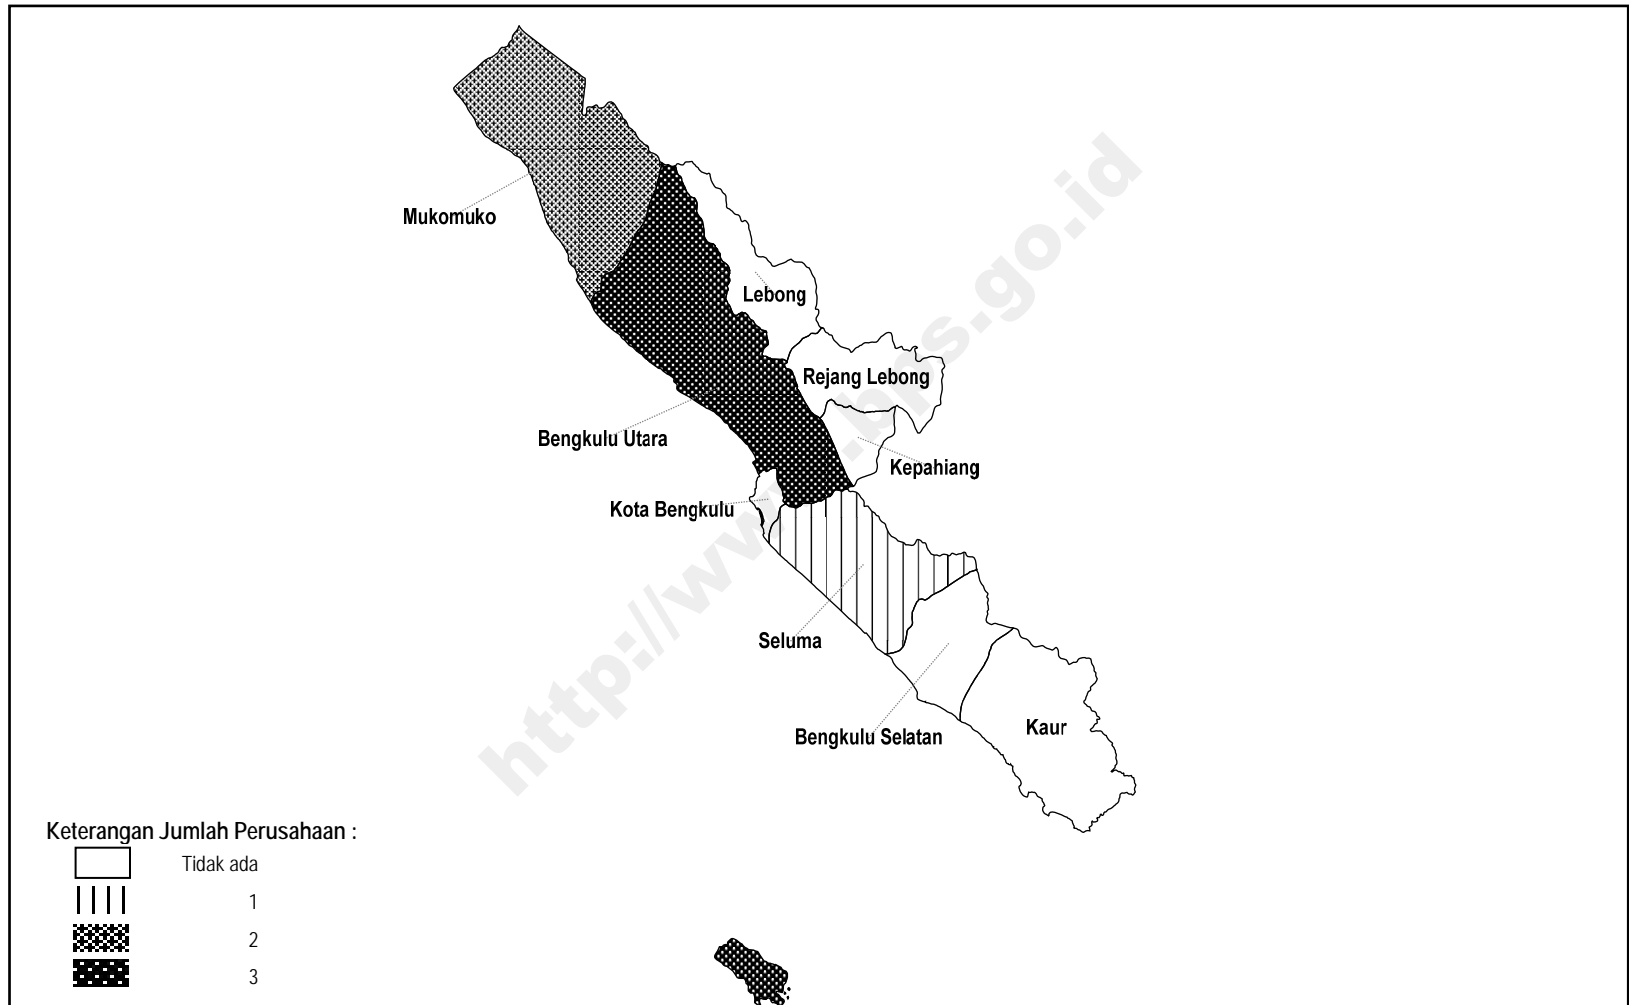 Mukomuko
Lebong
Rejang Lebong
Bengkulu Utara
Kepahiang
Kota Bengkulu
Seluma
Bengkulu Selatan
Kaur
http://www.bps.go.id
Keterangan Jumlah Perusahaan :
Tidak ada
1
2
3